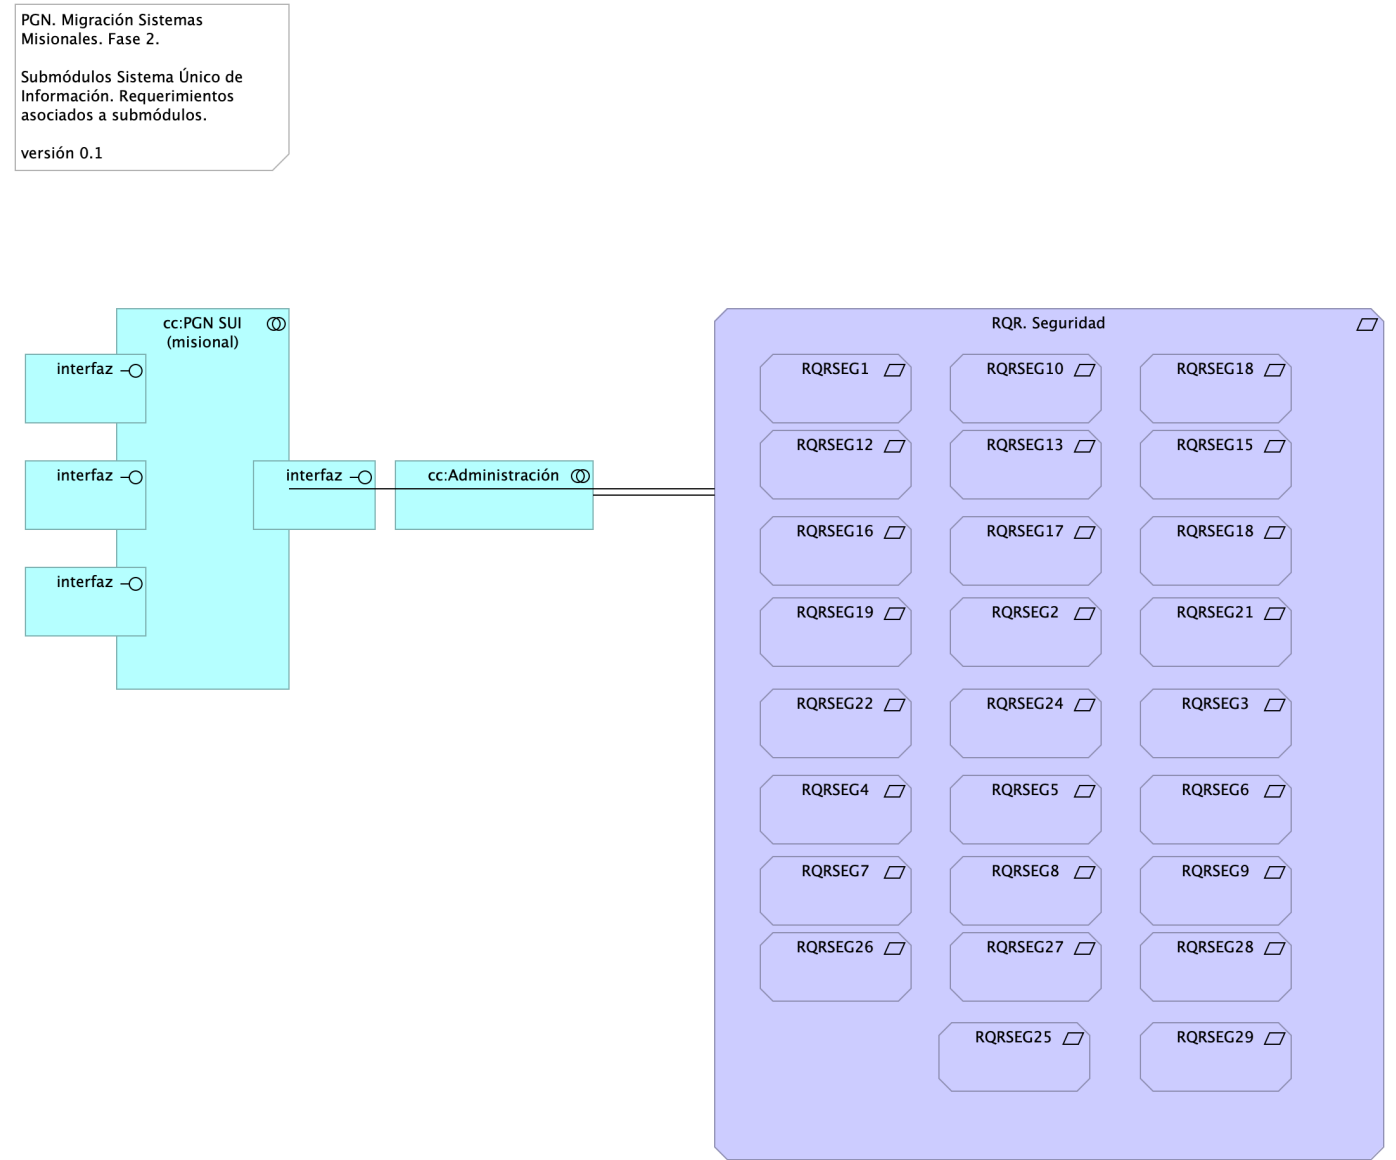 PGN. Migración Sistemas
Misionales. Fase 2.
Submódulos Sistema Único de
Información. Requerimientos
asociados a submódulos.
versión 0.1
cc:PGN SUI
(misional)
interfaz
interfaz
interfaz
interfaz
cc:Administración
RQR. Seguridad
RQRSEG1
RQRSEG10
RQRSEG18
RQRSEG12
RQRSEG13
RQRSEG15
RQRSEG16
RQRSEG17
RQRSEG18
RQRSEG19
RQRSEG2
RQRSEG21
RQRSEG22
RQRSEG24
RQRSEG3
RQRSEG4
RQRSEG5
RQRSEG6
RQRSEG7
RQRSEG8
RQRSEG9
RQRSEG26
RQRSEG27
RQRSEG28
RQRSEG25
RQRSEG29